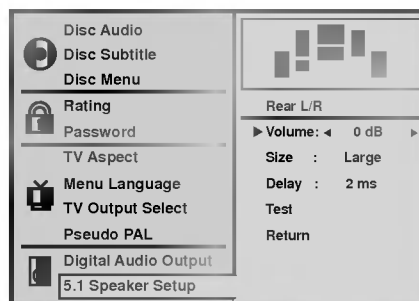 Disc Audio
Disc Subtitle
Disc Menu
Rating
Password
TV Aspect
Menu Language
TV Output Select
Pseudo PAL
Digital Audio Output
5.1 Speaker Setup
Rear L/R
Volume: 0 dB
Size : Large
Delay : 2 ms
Test
Return